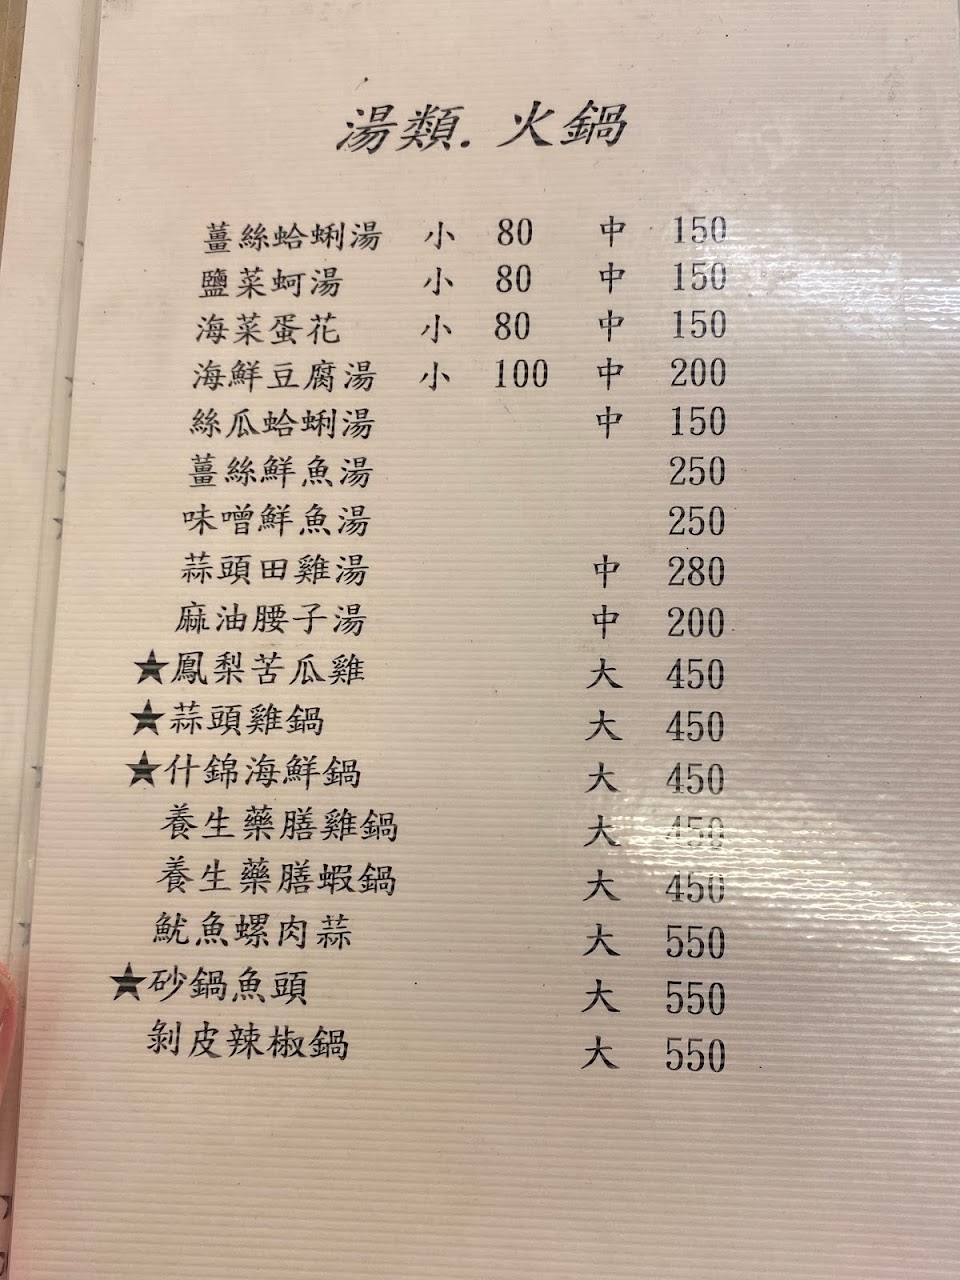 湯類. 火鍋
薑絲蛤蜊湯 小 80 中 150
鹽菜蚵湯 小 80 中 150
海菜蛋花 小 80 中 150
海鮮豆腐湯 小 100 中 200
絲瓜蛤蜊湯 中 150
薑絲鮮魚湯 250
味噌鮮魚湯 250
蒜頭田雞湯 中 280
麻油腰子湯 中 200
★鳳梨苦瓜雞 大 450
★蒜頭雞鍋 大 450
★什錦海鮮鍋 大 450
養生藥膳雞鍋 大 450
養生藥膳蝦鍋 大 450
魷魚螺肉蒜 大 550
★砂鍋魚頭 大 550
剝皮辣椒鍋 大 550